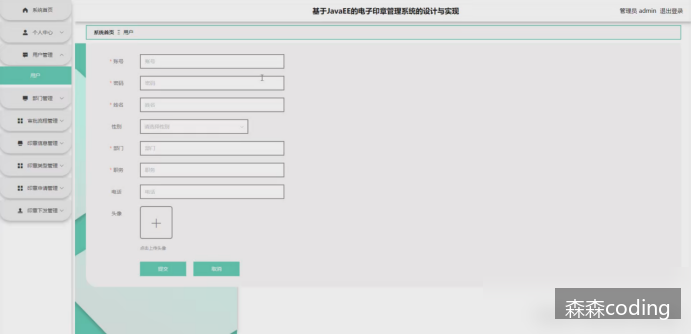 基于JavaEE的电子印章管理系统的设计与实现
管理员 admin 退出登录
系统首页
个人中心
用户管理
用户
部门管理
审批流程管理
印章信息管理
印章类型管理
印章申请管理
印章下发管理
系统首页 用户
* 账号 账号
* 密码 密码
* 姓名 姓名
性别
* 部门 部门
* 职务 职务
电话 电话
头像
点击上传头像
提交 取消
森森coding